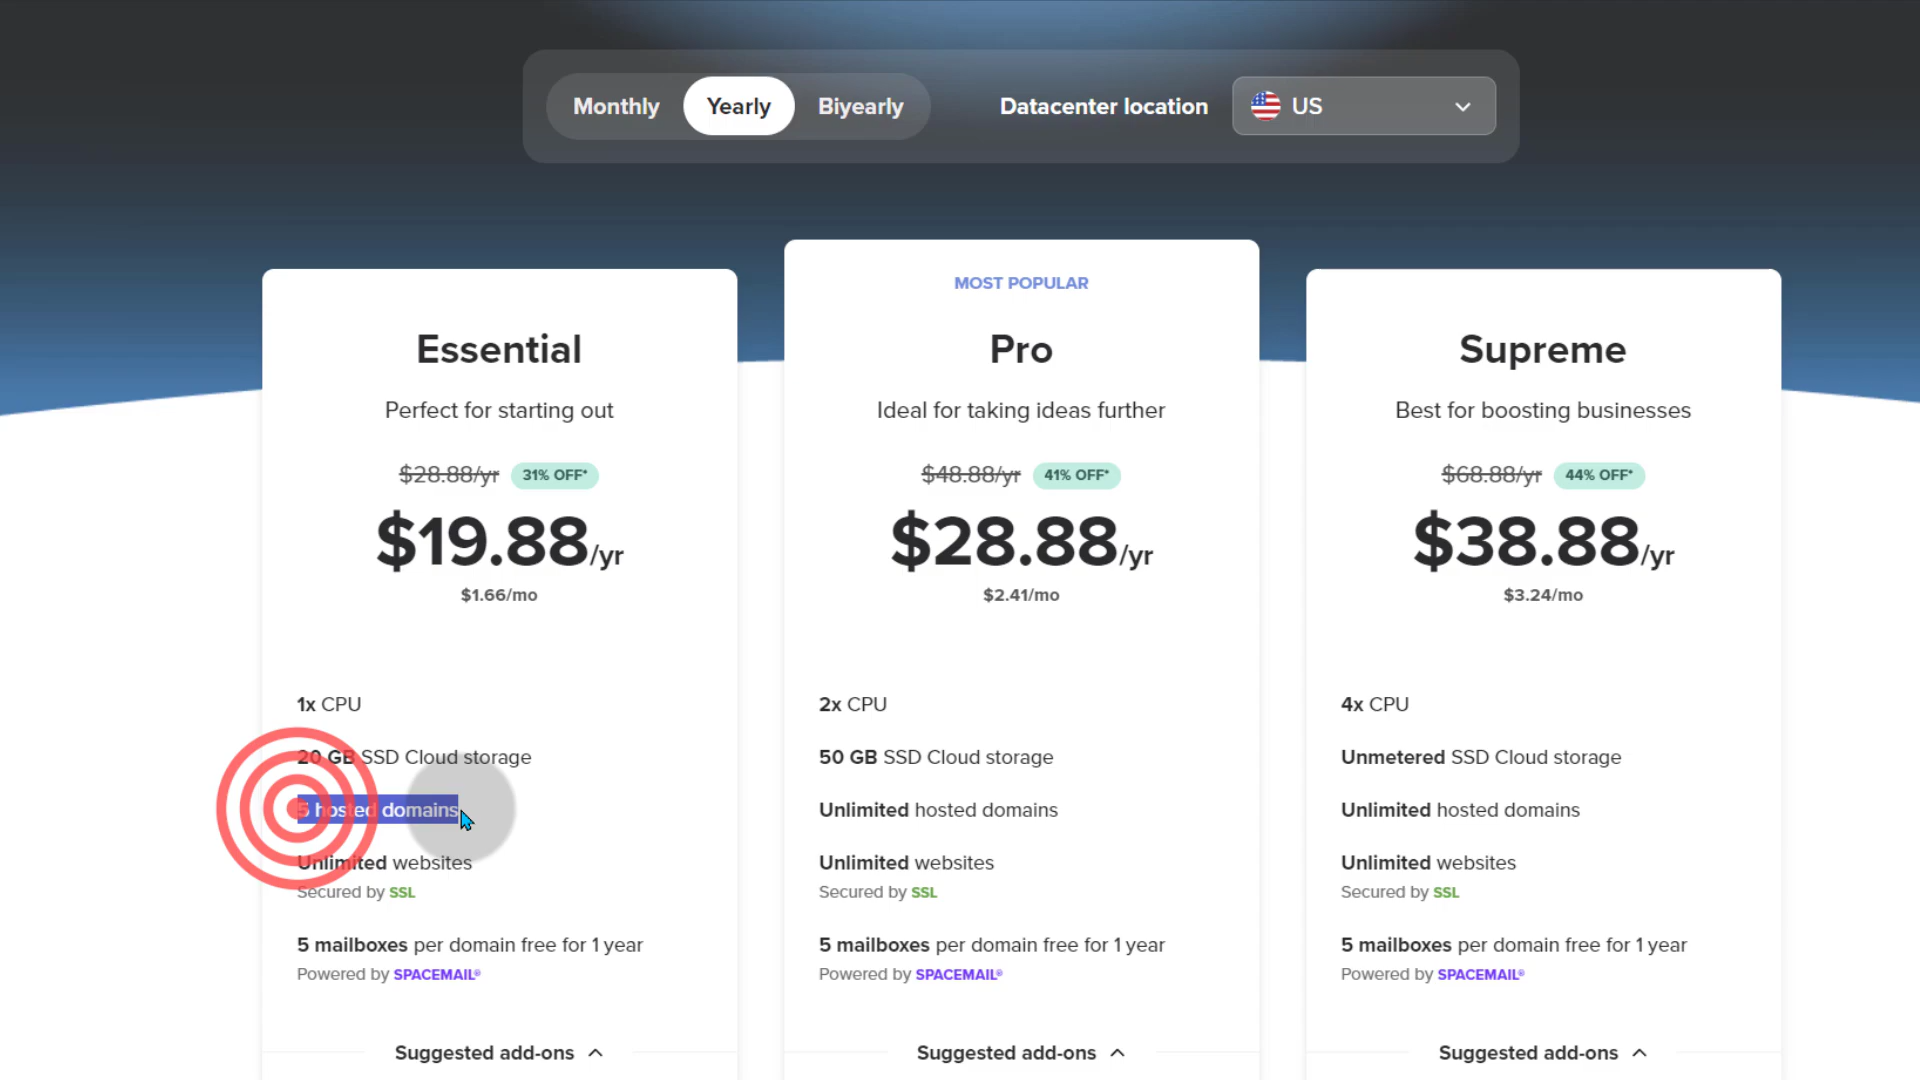 Monthly Yearly Biyearly Datacenter location US
Essential
Perfect for starting out
$28.88/yr 31% OFF*
$19.88/yr
$1.66/mo
1x CPU
20 GB SSD Cloud storage
5 hosted domains
Unlimited websites
Secured by SSL
5 mailboxes per domain free for 1 year
Powered by SPACEMAIL®
Suggested add-ons
MOST POPULAR
Pro
Ideal for taking ideas further
$48.88/yr 41% OFF*
$28.88/yr
$2.41/mo
2x CPU
50 GB SSD Cloud storage
Unlimited hosted domains
Unlimited websites
Secured by SSL
5 mailboxes per domain free for 1 year
Powered by SPACEMAIL®
Suggested add-ons
Supreme
Best for boosting businesses
$68.88/yr 44% OFF*
$38.88/yr
$3.24/mo
4x CPU
Unmetered SSD Cloud storage
Unlimited hosted domains
Unlimited websites
Secured by SSL
5 mailboxes per domain free for 1 year
Powered by SPACEMAIL®
Suggested add-ons